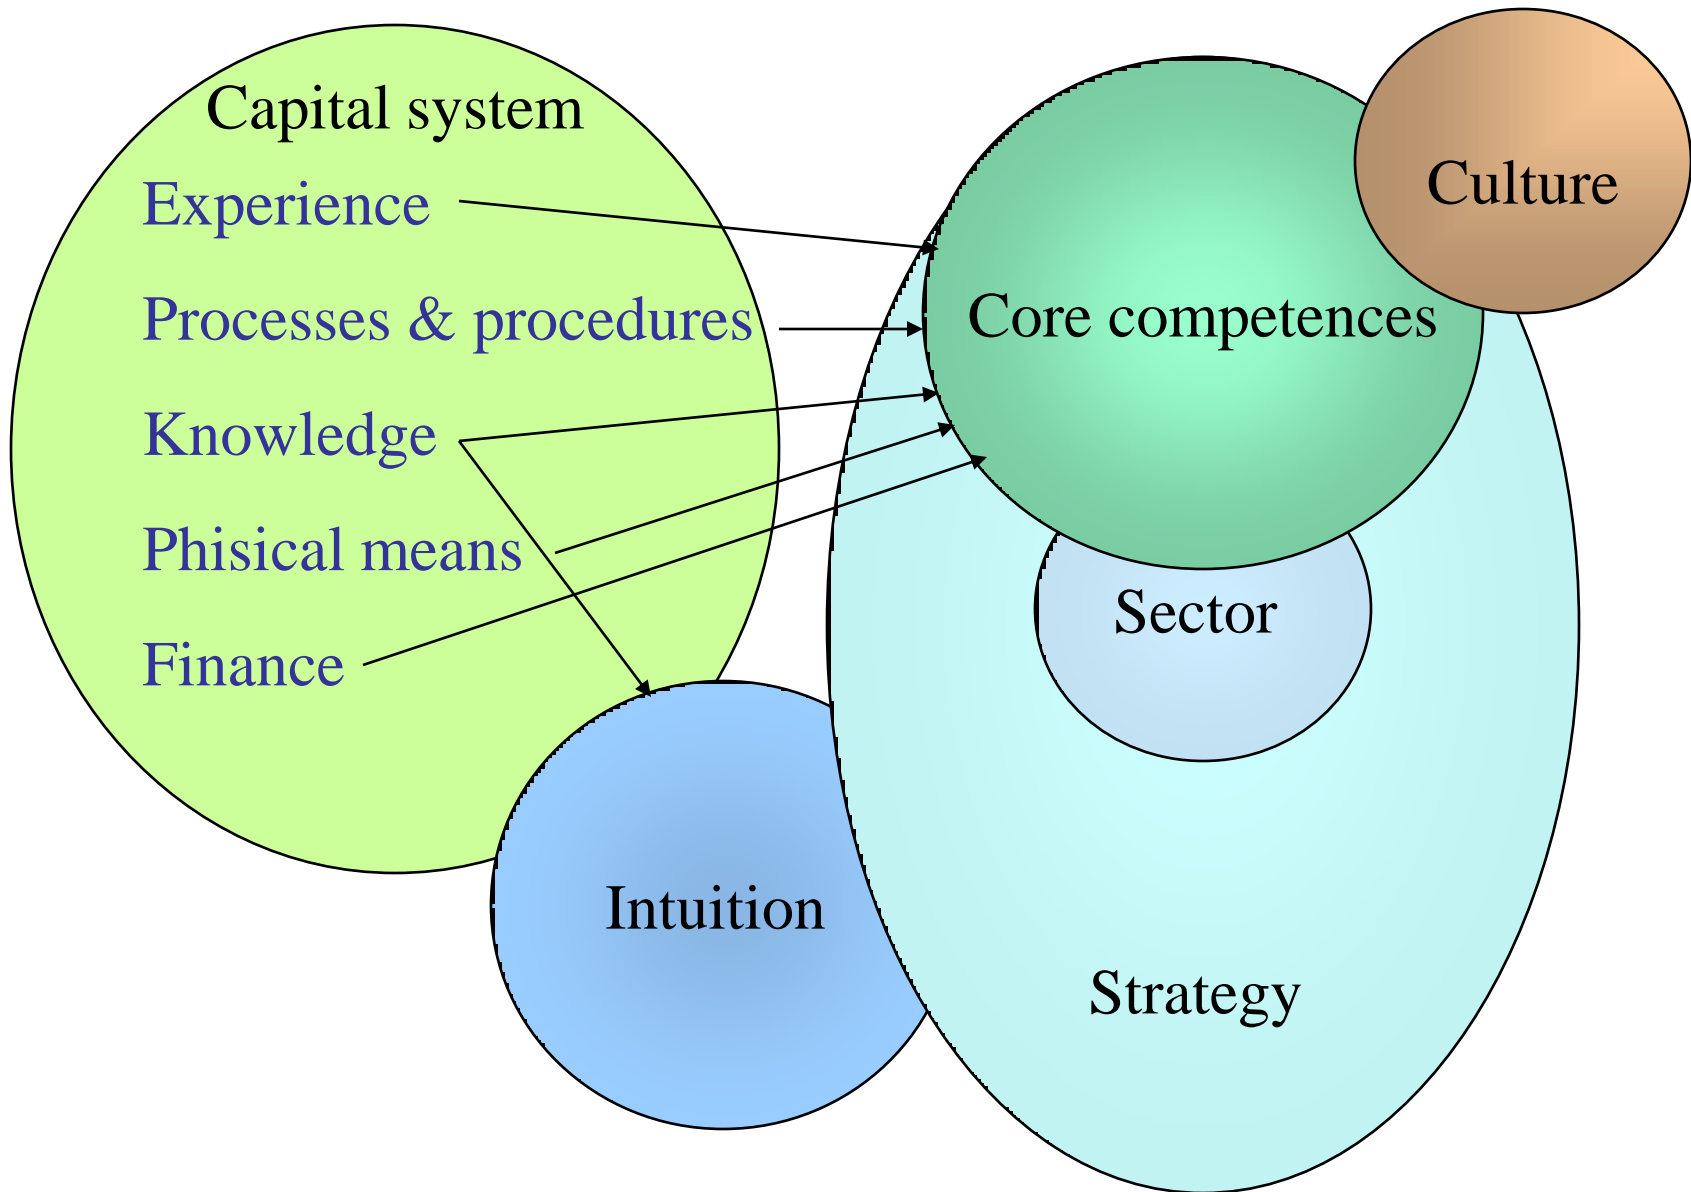 Capital system
Experience
Processes & procedures
Knowledge
Phisical means
Finance
Culture
Core competences
Sector
Intuition
Strategy